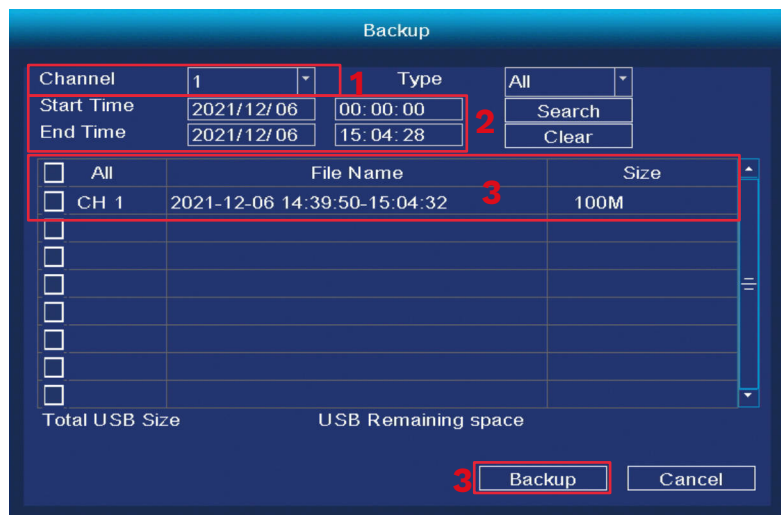 Backup
Channel 1 1 Type All
Start Time 2021/12/06 00:00:00 2 Search
End Time 2021/12/06 15:04:28 Clear
All File Name Size
CH 1 2021-12-06 14:39:50-15:04:32 3 100M
Total USB Size USB Remaining space
3 Backup Cancel